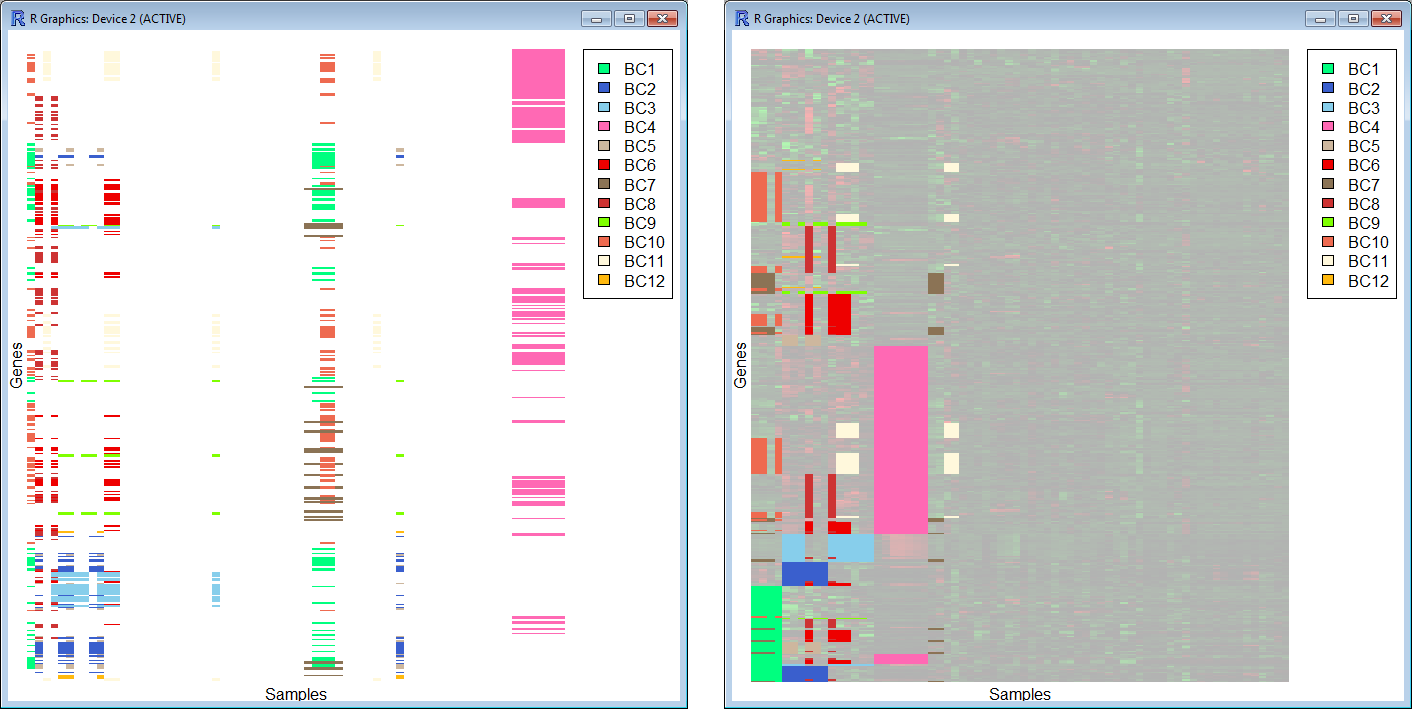 R Graphics: Device 2 (ACTIVE)
BC1
BC2
BC3
BC4
BC5
BC6
BC7
BC8
BC9
BC10
BC11
BC12
Genes
Samples
R Graphics: Device 2 (ACTIVE)
BC1
BC2
BC3
BC4
BC5
BC6
BC7
BC8
BC9
BC10
BC11
BC12
Genes
Samples